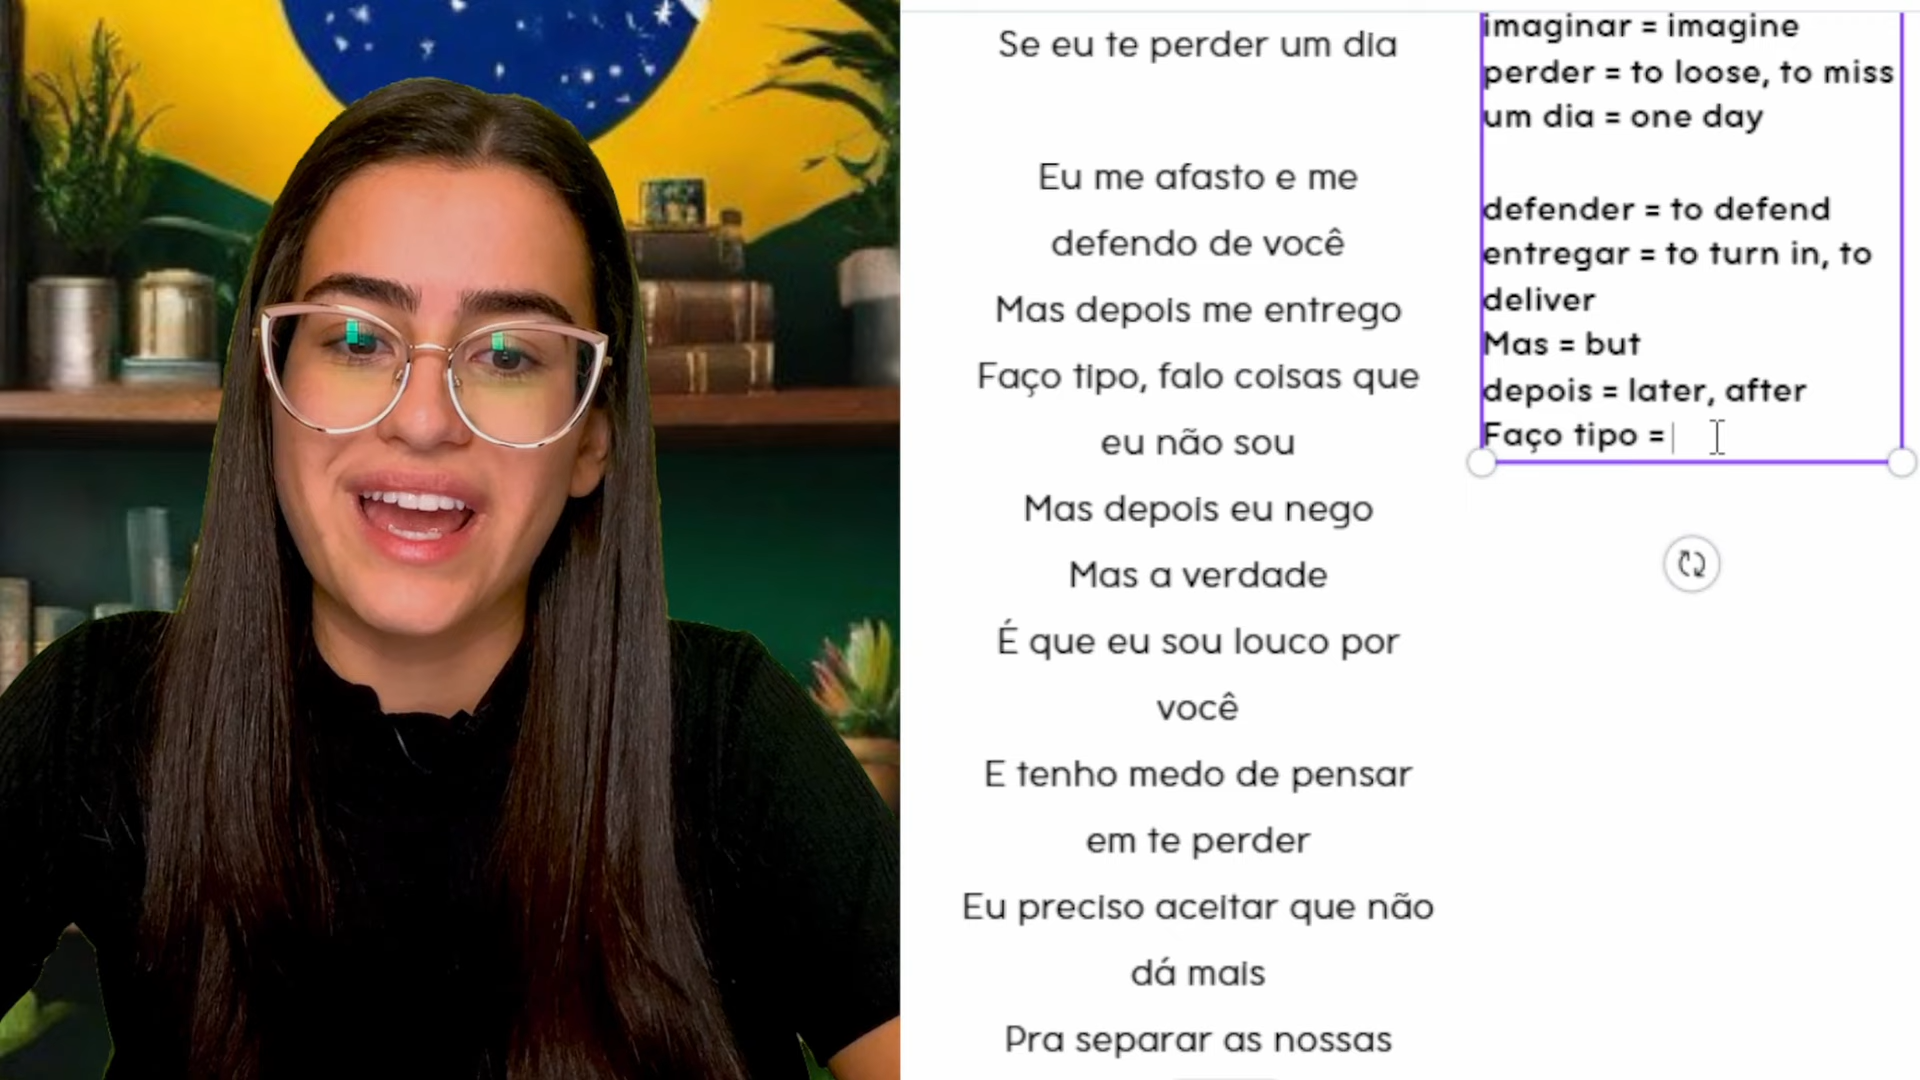 Se eu te perder um dia
Eu me afasto e me
defendo de você
Mas depois me entrego
Faço tipo, falo coisas que
eu não sou
Mas depois eu nego
Mas a verdade
É que eu sou louco por
você
E tenho medo de pensar
em te perder
Eu preciso aceitar que não
dá mais
Pra separar as nossas
imaginar = imagine
perder = to loose, to miss
um dia = one day
defender = to defend
entregar = to turn in, to
deliver
Mas = but
depois = later, after
Faço tipo =